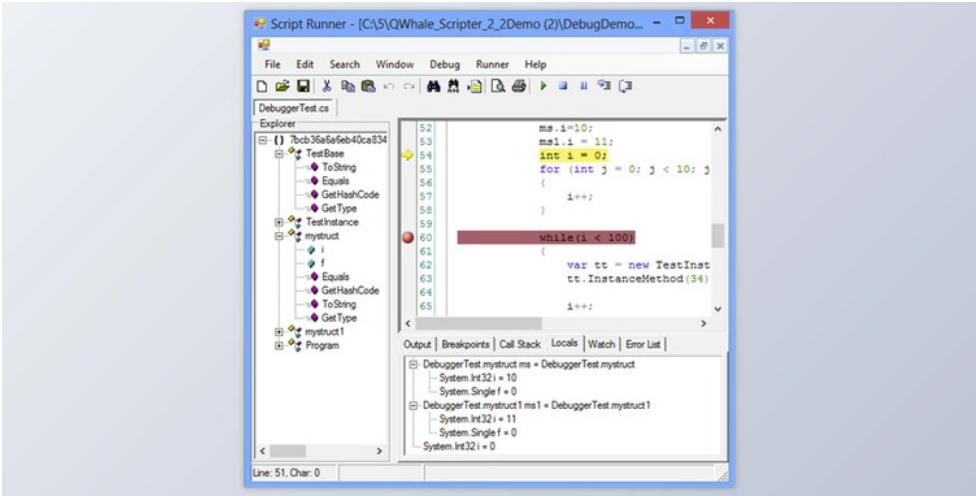 Script Runner - [C:\5\QWhale_Scripter_2_2Demo (2)\DebugDemo...
File Edit Search Window Debug Runner Help
DebuggerTest.cs
Explorer
{} 7bcb36a6a6eb40ca834
TestBase
ToString
Equals
GetHashCode
GetType
TestInstance
mystruct
i
f
Equals
GetHashCode
ToString
GetType
mystruct1
Program
52 ms.i=10;
53 ms1.i = 11;
54 int i = 0;
55 for (int j = 0; j < 10; j
56 {
57 i++;
58 }
59
60 while(i < 100)
61 {
62 var tt = new TestInst
63 tt.InstanceMethod(34)
64
65 i++;
Output Breakpoints Call Stack Locals Watch Error List
DebuggerTest.mystruct ms = DebuggerTest.mystruct
System.Int32 i = 10
System.Single f = 0
DebuggerTest.mystruct1 ms1 = DebuggerTest.mystruct1
System.Int32 i = 11
System.Single f = 0
System.Int32 i = 0
Line: 51, Char: 0